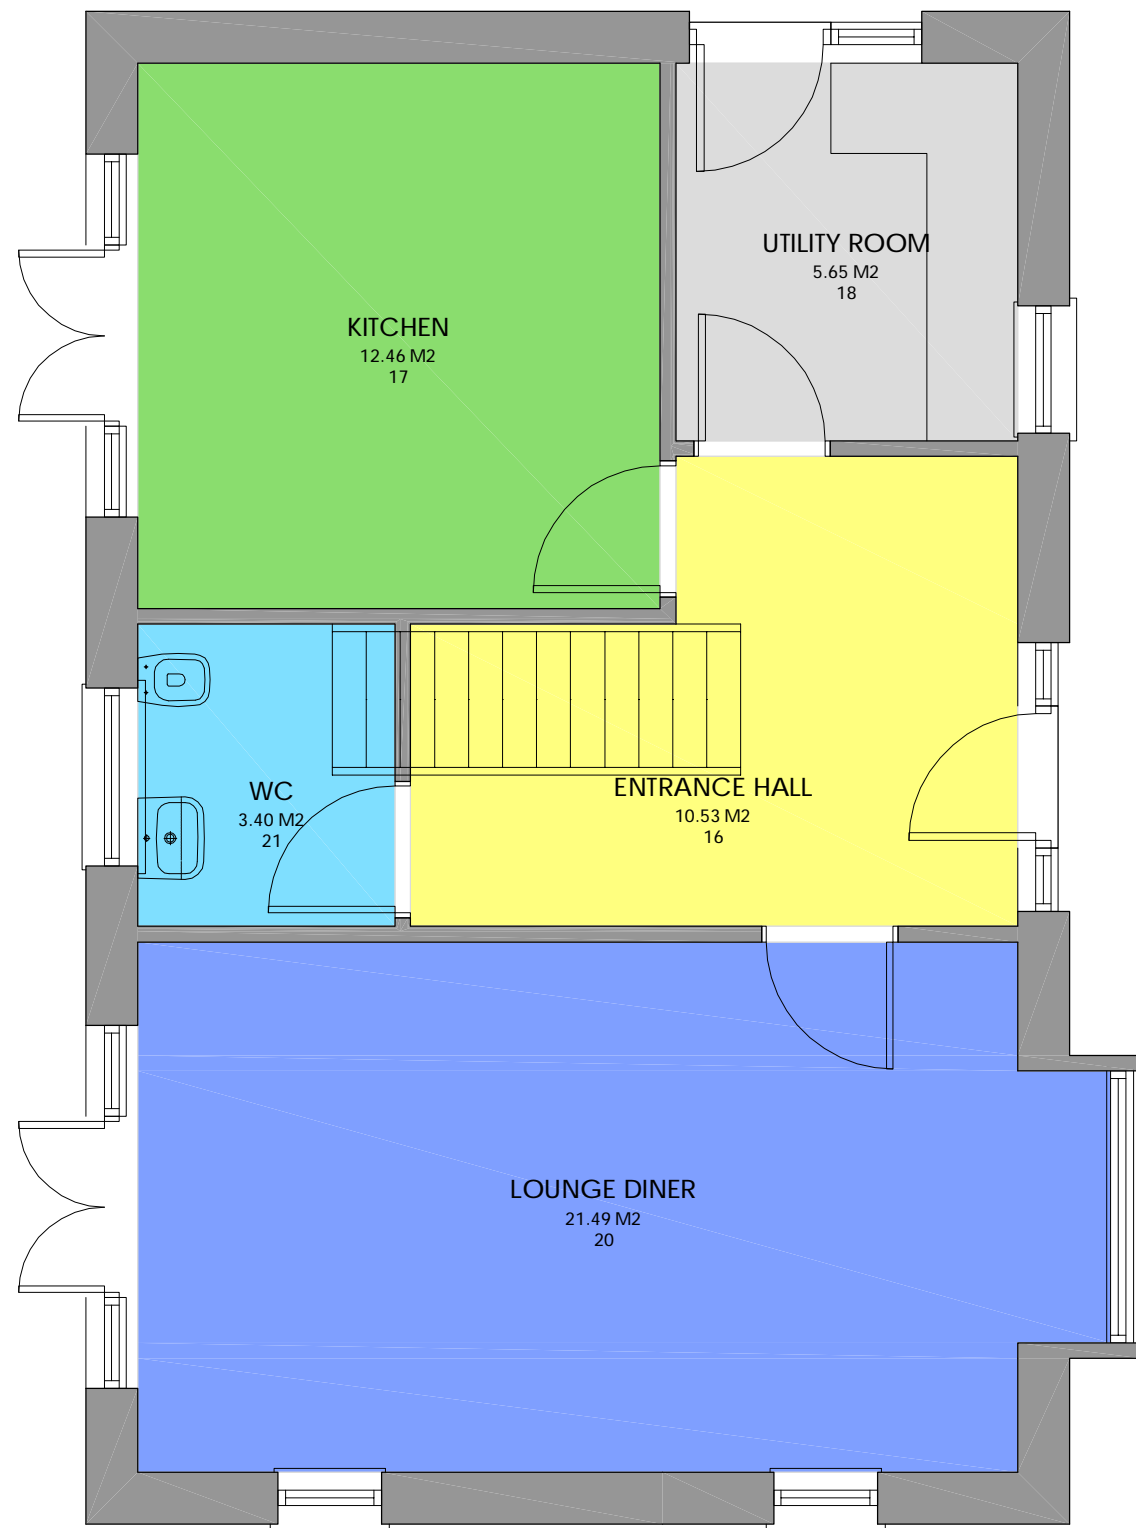 UTILITY ROOM
5.65 M2
18
KITCHEN
12.46 M2
17
ENTRANCE HALL
10.53 M2
16
WC
3.40 M2
21
LOUNGE DINER
21.49 M2
20